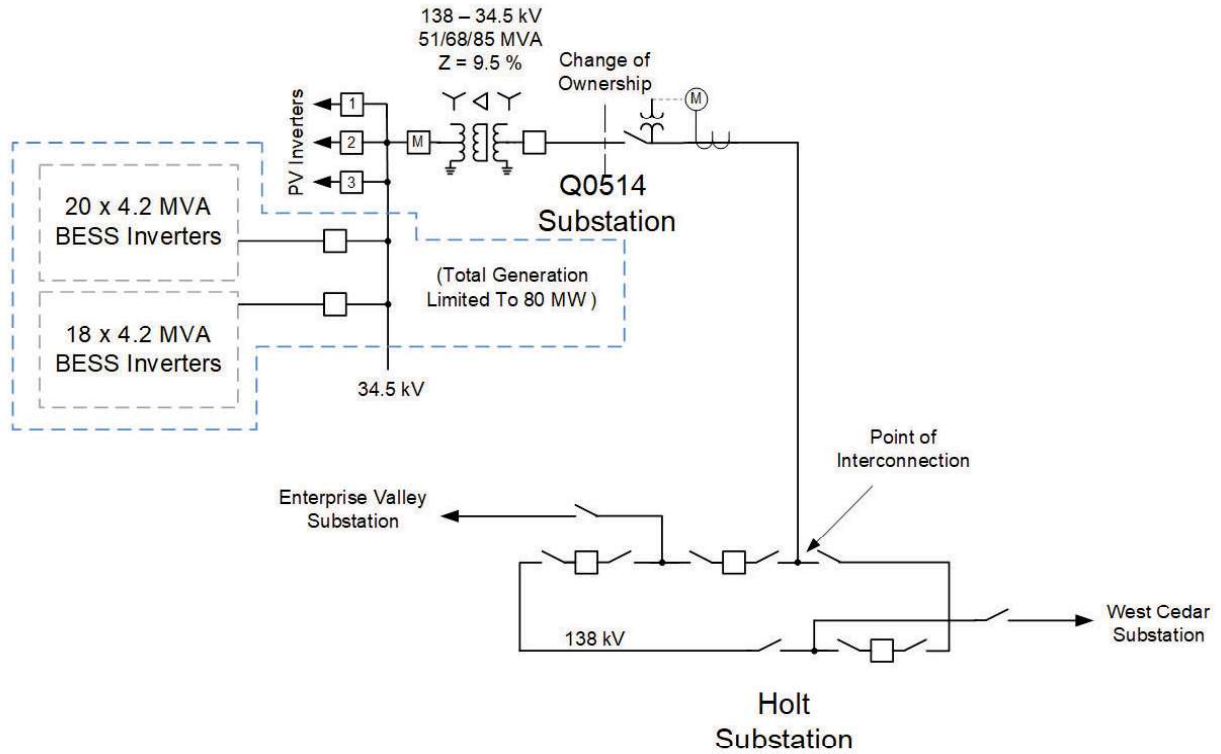 138 – 34.5 kV
51/68/85 MVA
Z = 9.5 %
Change of
Ownership
M
PV Inverters
1
2
3
M
Q0514
Substation
20 x 4.2 MVA
BESS Inverters
(Total Generation
Limited To 80 MW )
18 x 4.2 MVA
BESS Inverters
34.5 kV
Point of
Interconnection
Enterprise Valley
Substation
138 kV
West Cedar
Substation
Holt
Substation